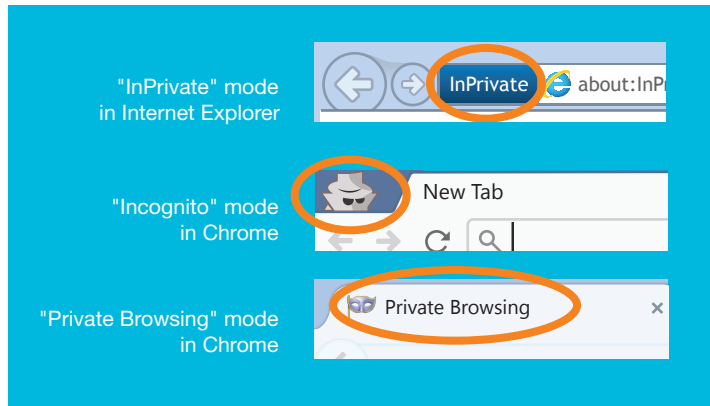 "InPrivate" mode
in Internet Explorer
InPrivate about:InPr
"Incognito" mode
in Chrome
New Tab
"Private Browsing" mode
in Chrome
Private Browsing ×